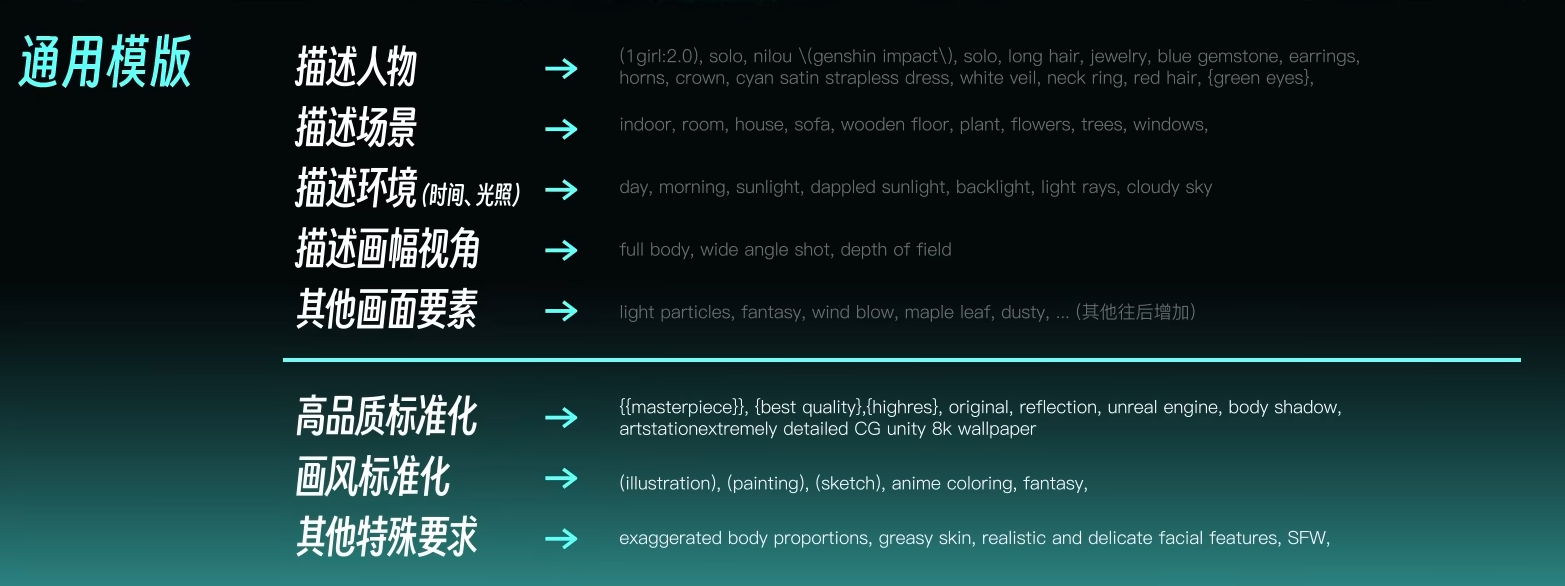 通用模版
描述人物 → (1girl:2.0), solo, nilou \(genshin impact\), solo, long hair, jewelry, blue gemstone, earrings,
horns, crown, cyan satin strapless dress, white veil, neck ring, red hair, {green eyes},
描述场景 → indoor, room, house, sofa, wooden floor, plant, flowers, trees, windows,
描述环境(时间、光照) → day, morning, sunlight, dappled sunlight, backlight, light rays, cloudy sky
描述画幅视角 → full body, wide angle shot, depth of field
其他画面要素 → light particles, fantasy, wind blow, maple leaf, dusty, ... (其他往后增加)
高品质标准化 → {{masterpiece}}, {best quality},{highres}, original, reflection, unreal engine, body shadow,
artstationextremely detailed CG unity 8k wallpaper
画风标准化 → (illustration), (painting), (sketch), anime coloring, fantasy,
其他特殊要求 → exaggerated body proportions, greasy skin, realistic and delicate facial features, SFW,